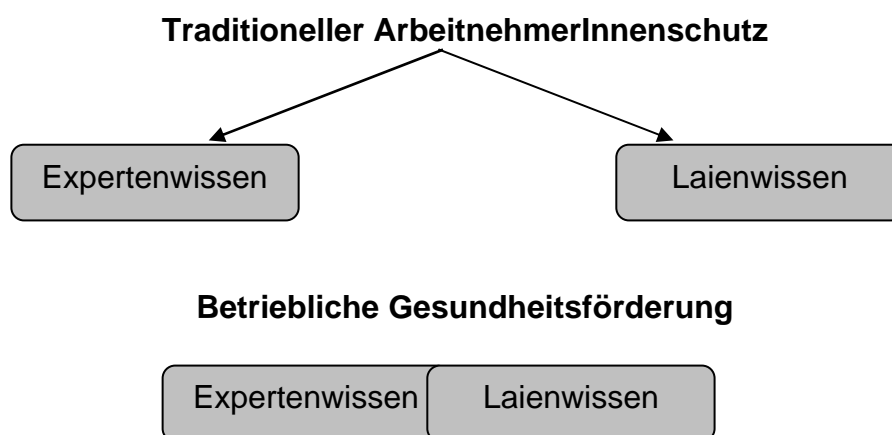 Traditioneller ArbeitnehmerInnenschutz
Expertenwissen Laienwissen
Betriebliche Gesundheitsförderung
Expertenwissen Laienwissen